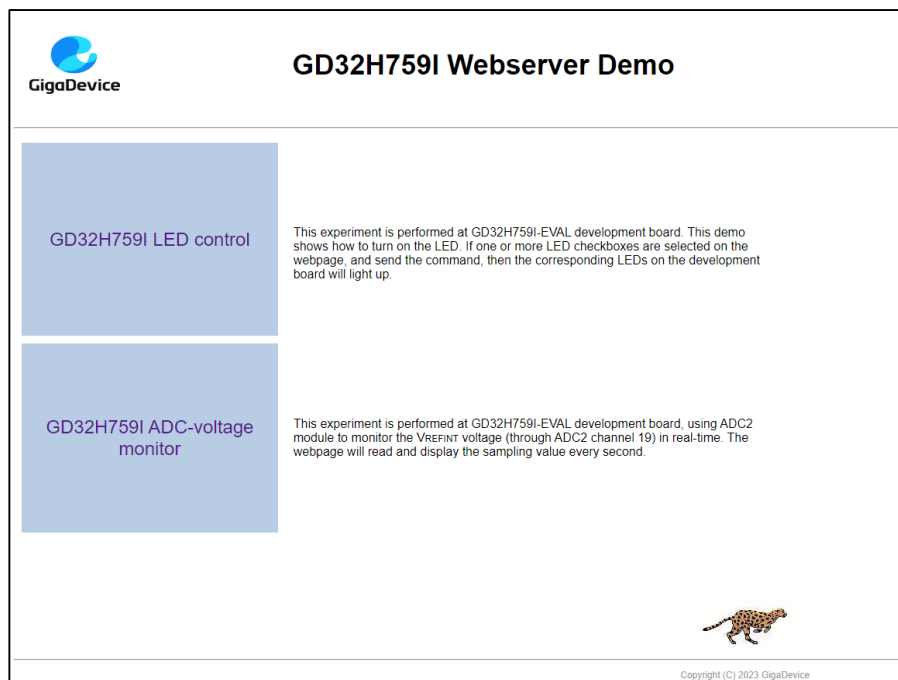 GigaDevice
GD32H759I Webserver Demo
GD32H759I LED control
This experiment is performed at GD32H759I-EVAL development board. This demo
shows how to turn on the LED. If one or more LED checkboxes are selected on the
webpage, and send the command, then the corresponding LEDs on the development
board will light up.
GD32H759I ADC-voltage
monitor
This experiment is performed at GD32H759I-EVAL development board, using ADC2
module to monitor the VREFINT voltage (through ADC2 channel 19) in real-time. The
webpage will read and display the sampling value every second.
Copyright (C) 2023 GigaDevice